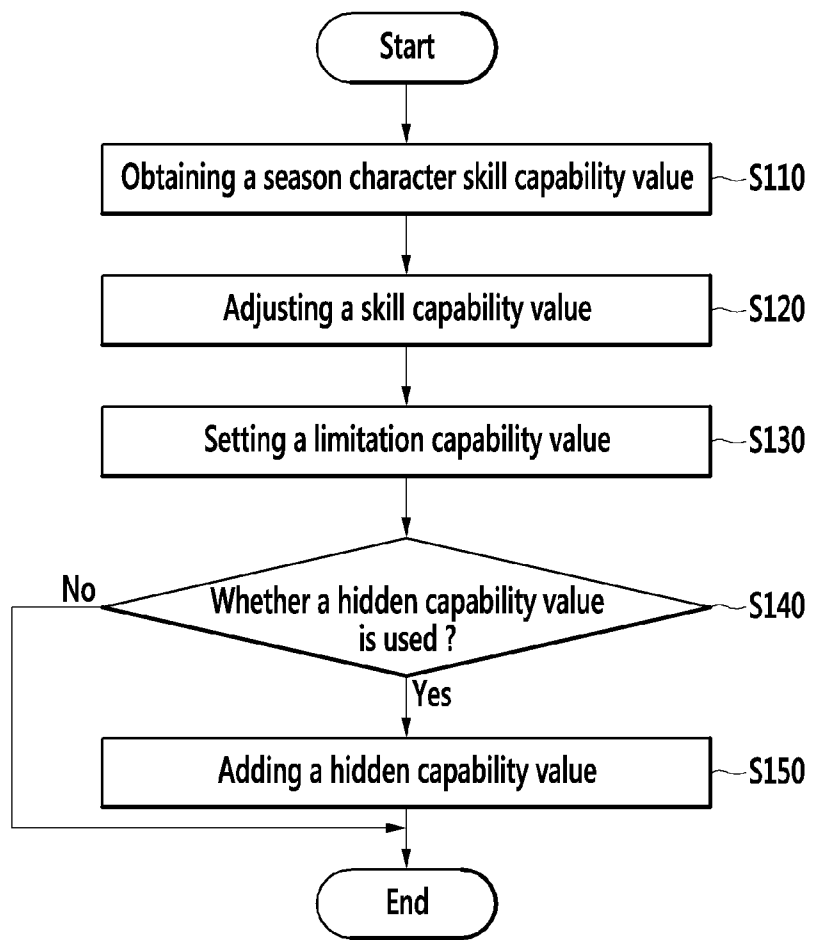 Start
Obtaining a season character skill capability value
S110
Adjusting a skill capability value
S120
Setting a limitation capability value
S130
No
Whether a hidden capability value
is used ?
S140
Yes
Adding a hidden capability value
S150
End